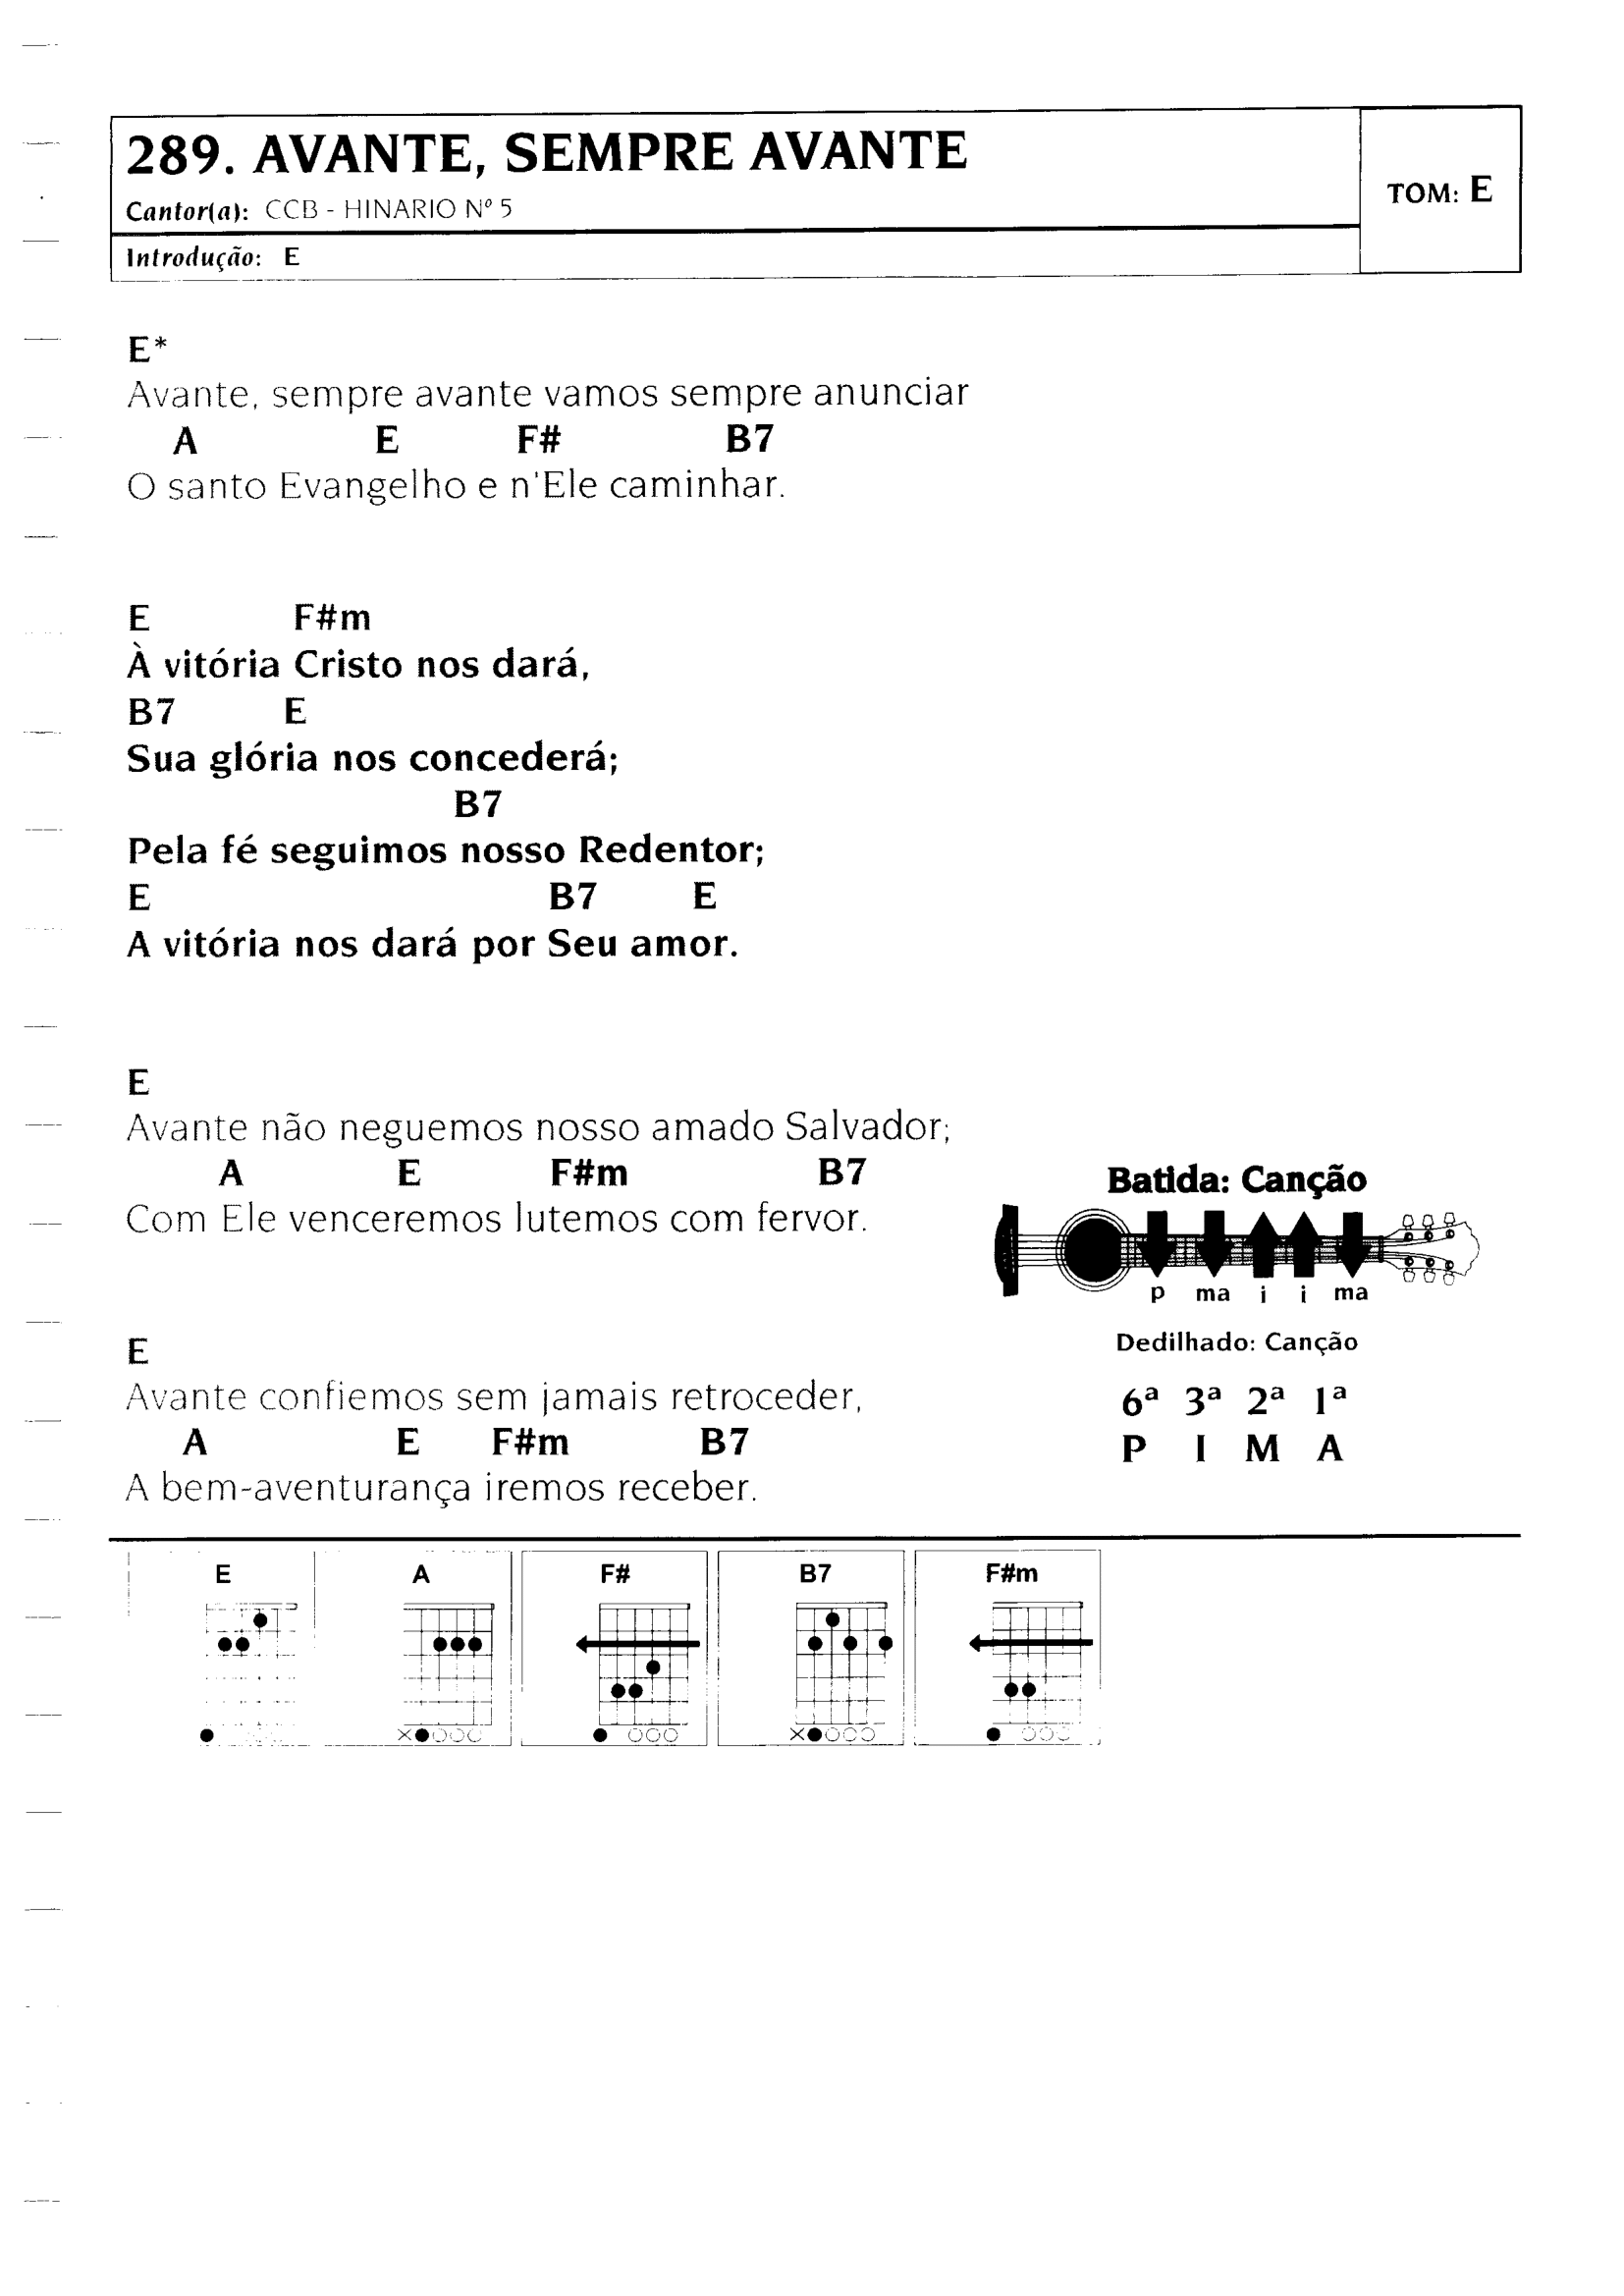 289. AVANTE, SEMPRE AVANTE
Cantor(a): CCB - HINARIO Nº 5
TOM: E
Introdução: E
E*
Avante, sempre avante vamos sempre anunciar
A E F# B7
O santo Evangelho e n'Ele caminhar.
E F#m
À vitória Cristo nos dará,
B7 E
Sua glória nos concederá;
B7
Pela fé seguimos nosso Redentor;
E B7 E
A vitória nos dará por Seu amor.
E
Avante não neguemos nosso amado Salvador;
A E F#m B7
Com Ele venceremos lutemos com fervor.
E
Avante confiemos sem jamais retroceder,
A E F#m B7
A bem-aventurança iremos receber.
Batida: Canção
p ma i i ma
Dedilhado: Canção
6ª 3ª 2ª 1ª
P I M A
E A F# B7 F#m